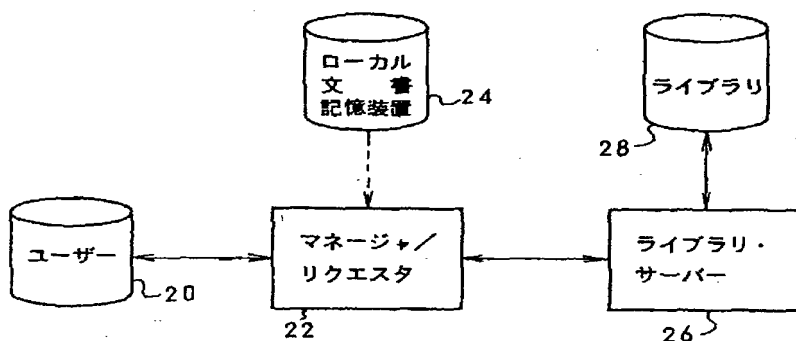 ローカル
文書
記憶装置
24
ライブラリ
28
ユーザー
20
マネージャ／
リクエスタ
22
ライブラリ・
サーバー
26